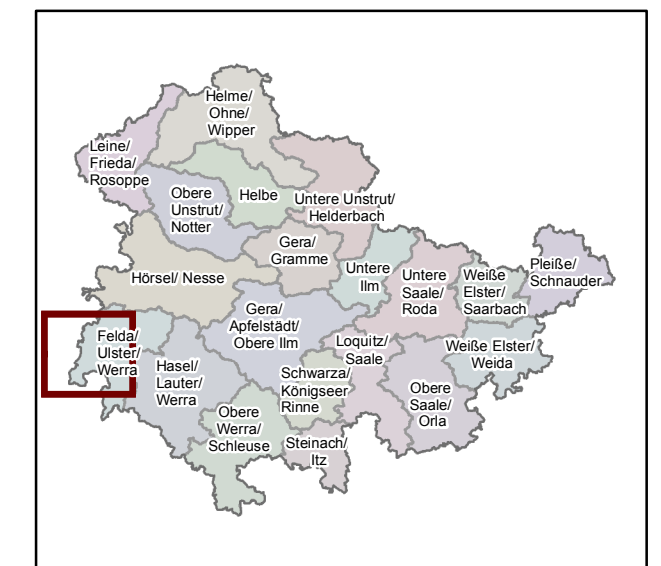 Helme/
Ohne/
Wipper
Leine/
Frieda/
Rosoppe
Obere
Unstrut/
Notter
Helbe
Untere Unstrut/
Helderbach
Gera/
Gramme
Hörsel/ Nesse
Untere
Ilm
Untere
Saale/
Roda
Weiße
Elster/
Saarbach
Pleiße/
Schnauder
Felda/
Ulster/
Werra
Hasel/
Lauter/
Werra
Gera/
Apfelstädt/
Obere Ilm
Loquitz/
Saale
Weiße Elster/
Weida
Schwarza/
Königseer
Rinne
Obere
Saale/
Orla
Obere
Werra/
Schleuse
Steinach/
Itz